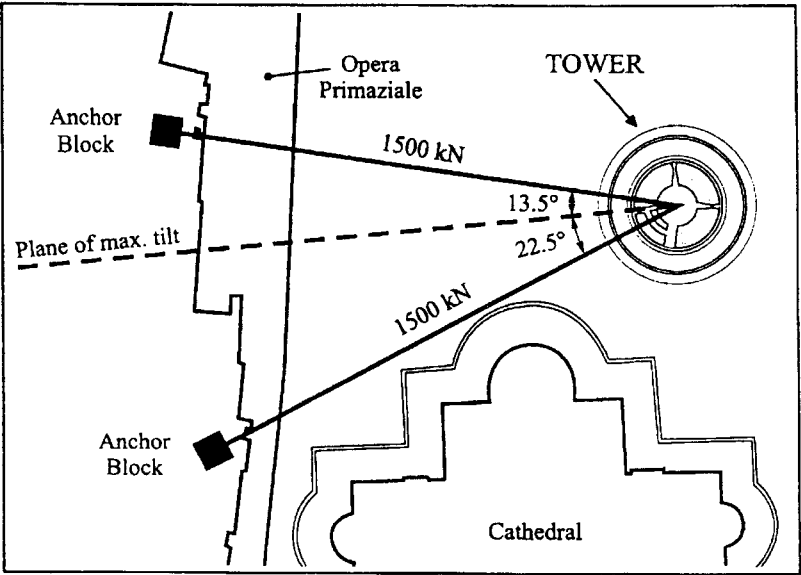 Opera
Primaziale
TOWER
Anchor
Block
1500 kN
13.5°
Plane of max. tilt
22.5°
1500 kN
Anchor
Block
Cathedral